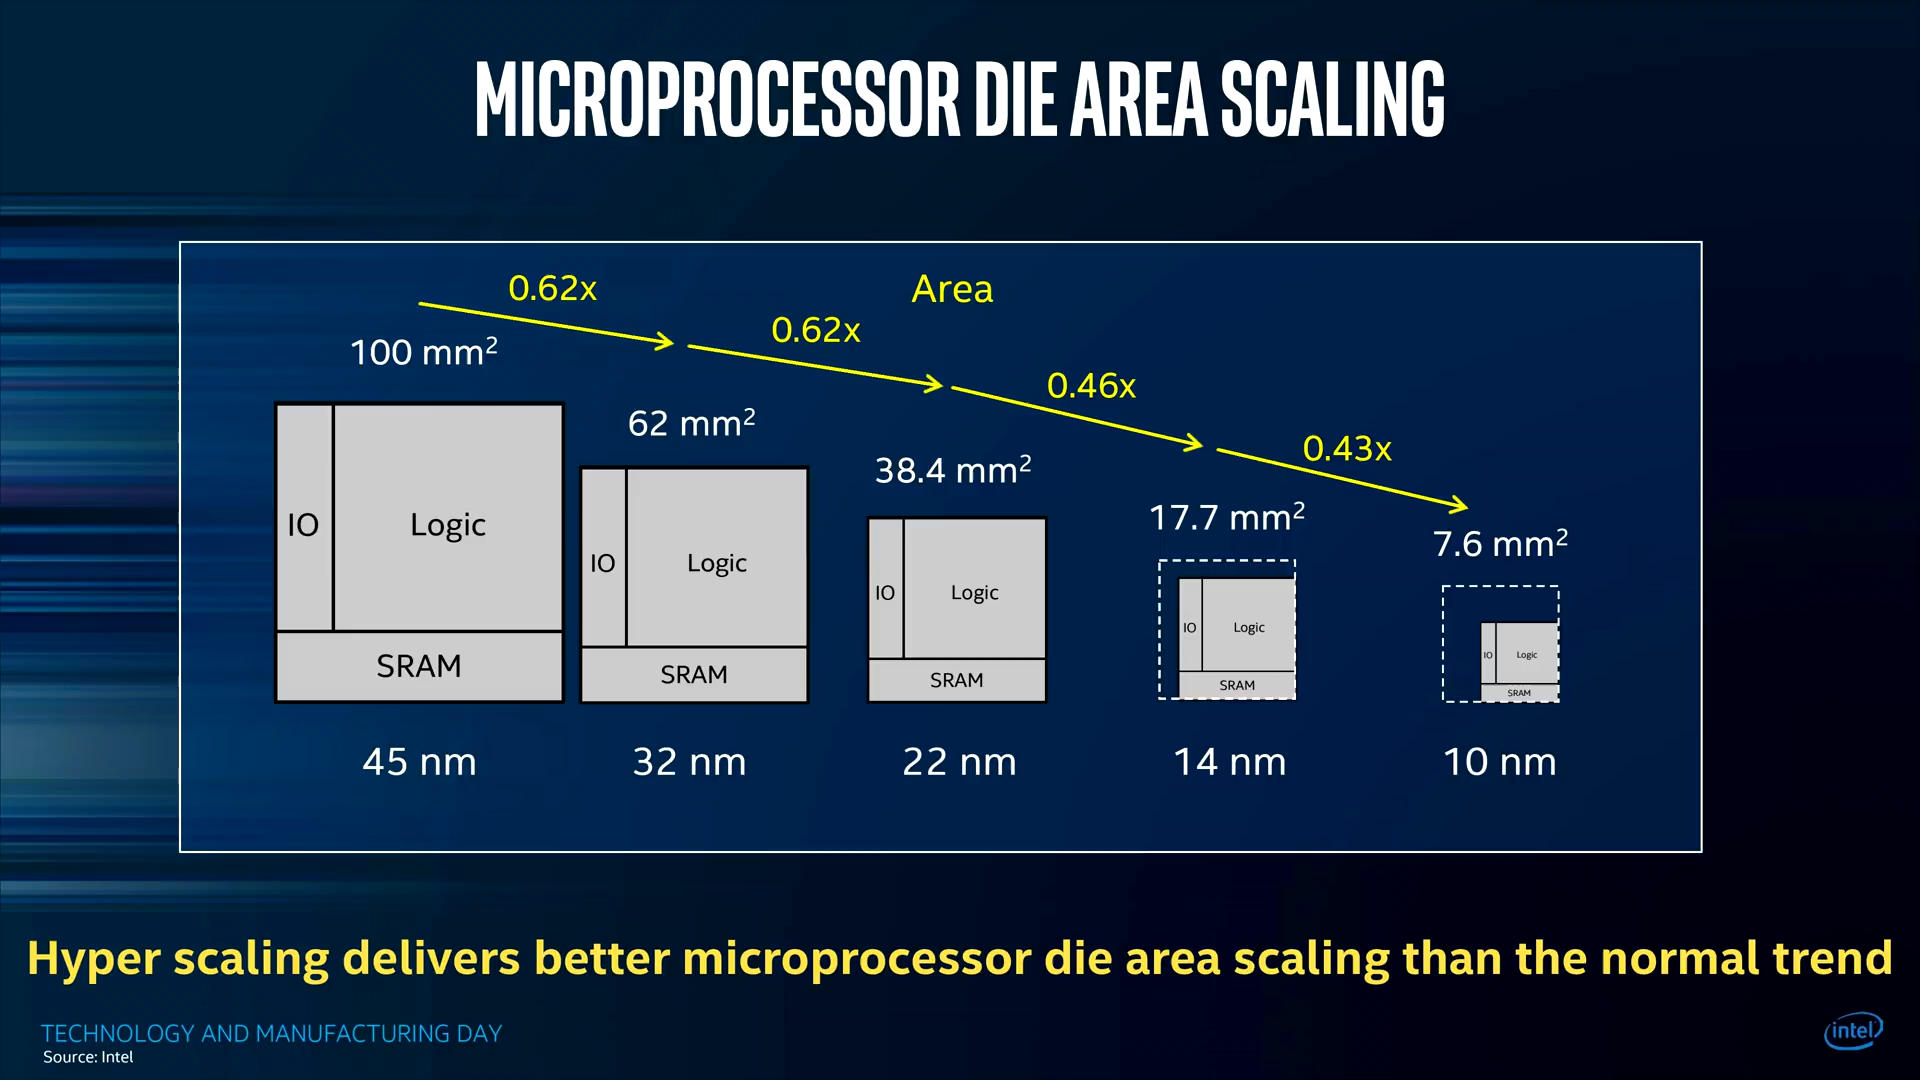 MICROPROCESSOR DIE AREA SCALING
0.62x
Area
0.62x
0.46x
0.43x
100 mm²
62 mm²
38.4 mm²
17.7 mm²
7.6 mm²
IO
Logic
SRAM
IO
Logic
SRAM
IO
Logic
SRAM
IO
Logic
SRAM
IO
Logic
SRAM
45 nm
32 nm
22 nm
14 nm
10 nm
Hyper scaling delivers better microprocessor die area scaling than the normal trend
TECHNOLOGY AND MANUFACTURING DAY
Source: Intel
intel